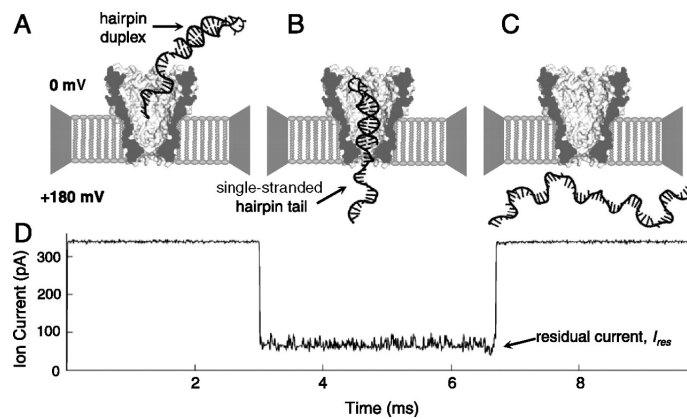 A
hairpin
duplex
B
C
0 mV
+180 mV
single-stranded
hairpin tail
D
Ion Current (pA)
300
200
100
0
residual current, Ires
2
4
6
8
Time (ms)